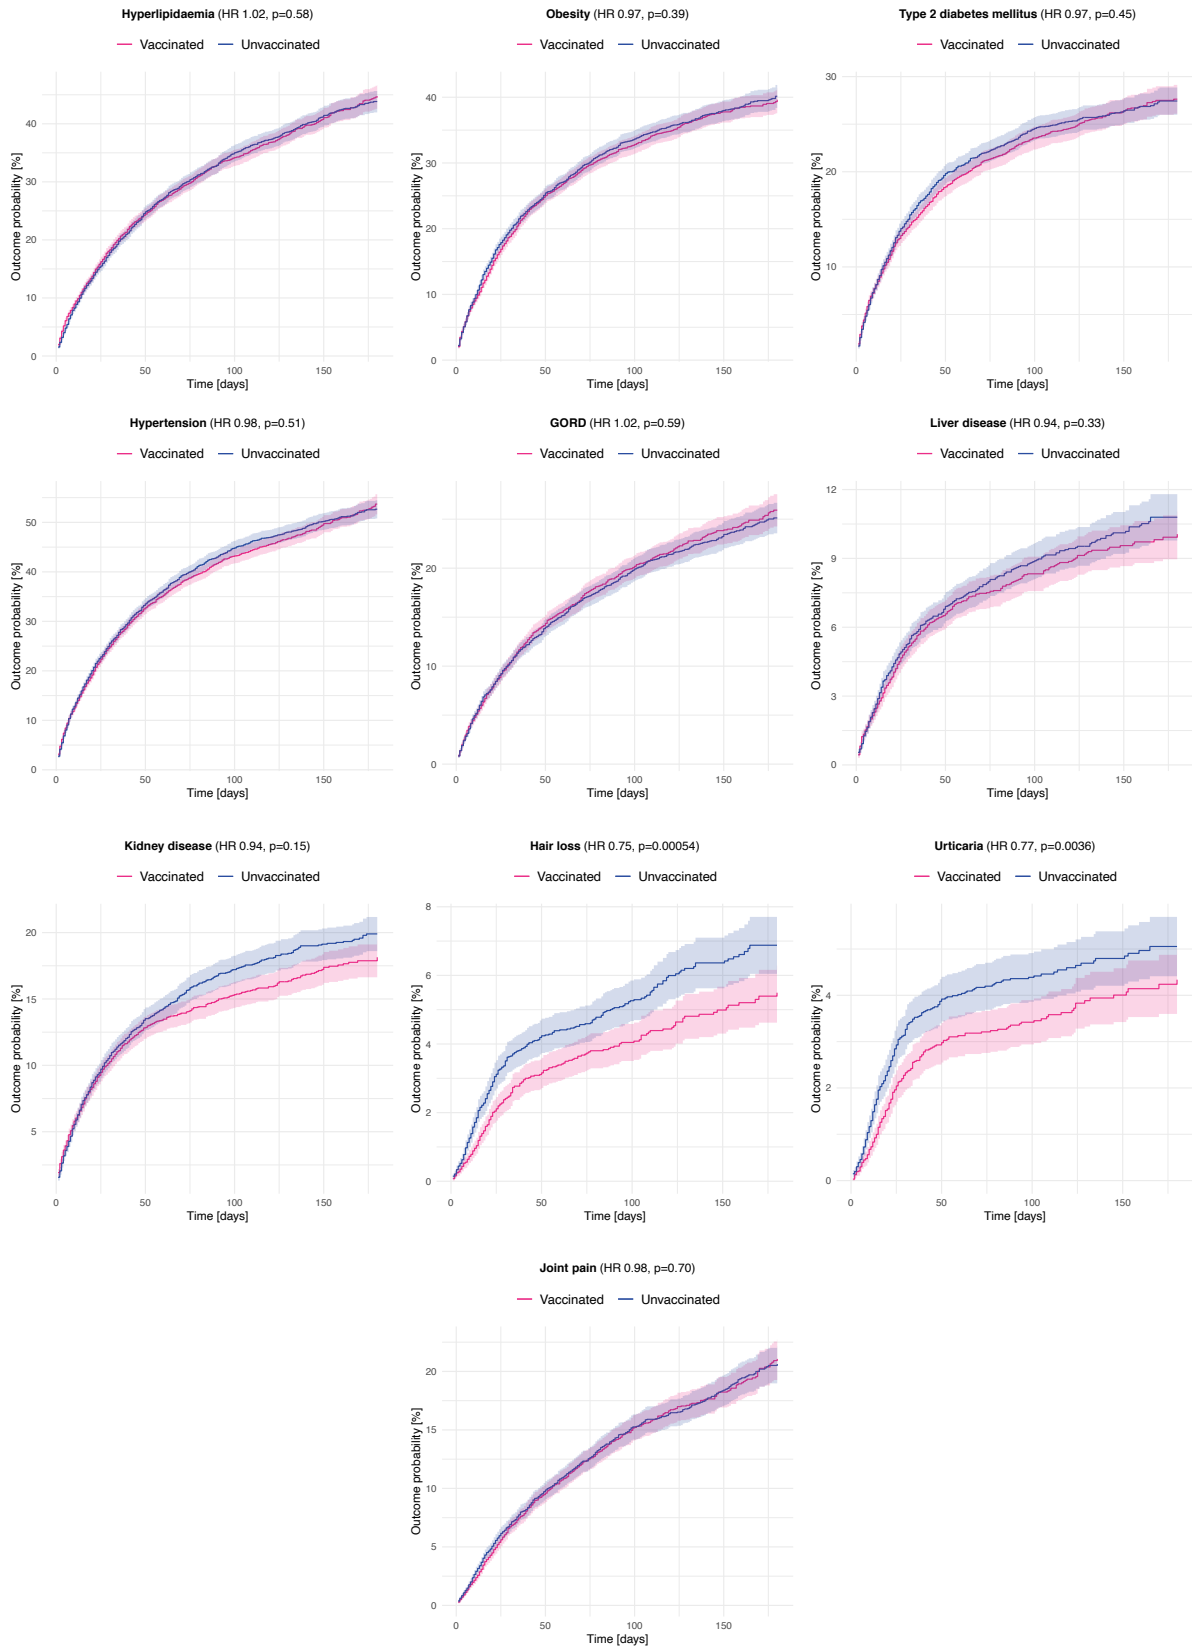 Hyperlipidaemia (HR 1.02, p=0.58)
Vaccinated Unvaccinated
Outcome probability [%]
40
30
20
10
0
0 50 100 150
Time [days]
Obesity (HR 0.97, p=0.39)
Vaccinated Unvaccinated
Outcome probability [%]
40
30
20
10
0
0 50 100 150
Time [days]
Type 2 diabetes mellitus (HR 0.97, p=0.45)
Vaccinated Unvaccinated
Outcome probability [%]
30
20
10
0 50 100 150
Time [days]
Hypertension (HR 0.98, p=0.51)
Vaccinated Unvaccinated
Outcome probability [%]
50
40
30
20
10
0
0 50 100 150
Time [days]
GORD (HR 1.02, p=0.59)
Vaccinated Unvaccinated
Outcome probability [%]
20
10
0
0 50 100 150
Time [days]
Liver disease (HR 0.94, p=0.33)
Vaccinated Unvaccinated
Outcome probability [%]
12
9
6
3
0
0 50 100 150
Time [days]
Kidney disease (HR 0.94, p=0.15)
Vaccinated Unvaccinated
Outcome probability [%]
20
15
10
5
0 50 100 150
Time [days]
Hair loss (HR 0.75, p=0.00054)
Vaccinated Unvaccinated
Outcome probability [%]
8
6
4
2
0
0 50 100 150
Time [days]
Urticaria (HR 0.77, p=0.0036)
Vaccinated Unvaccinated
Outcome probability [%]
4
2
0
0 50 100 150
Time [days]
Joint pain (HR 0.98, p=0.70)
Vaccinated Unvaccinated
Outcome probability [%]
20
15
10
5
0
0 50 100 150
Time [days]